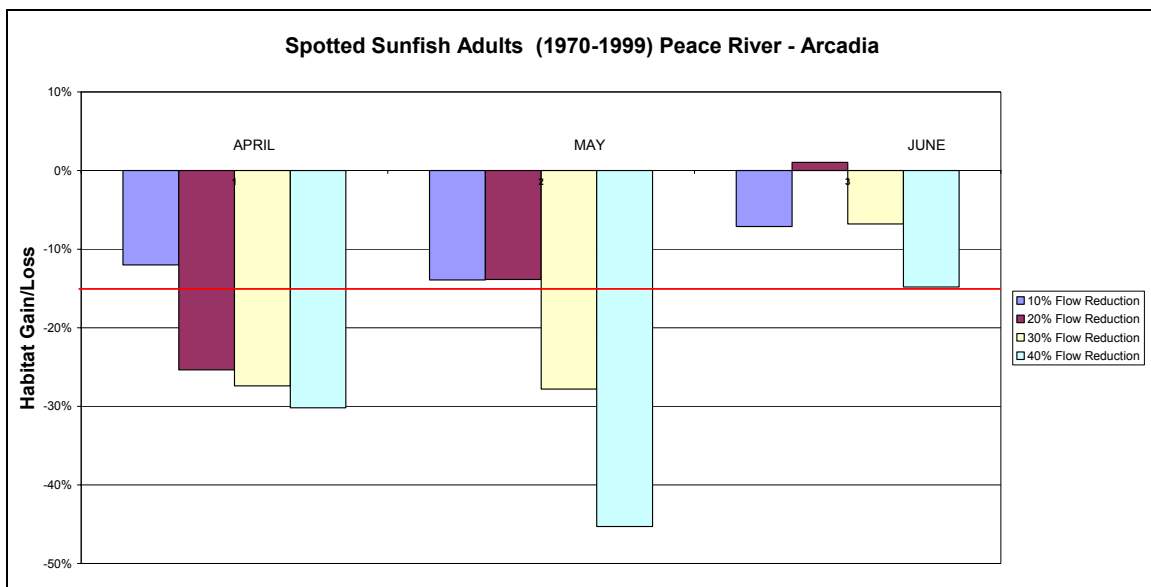 Spotted Sunfish Adults (1970-1999) Peace River - Arcadia
10%
APRIL MAY JUNE
0%
1 2 3
-10%
-20%
-30%
-40%
-50%
Habitat Gain/Loss
10% Flow Reduction
20% Flow Reduction
30% Flow Reduction
40% Flow Reduction